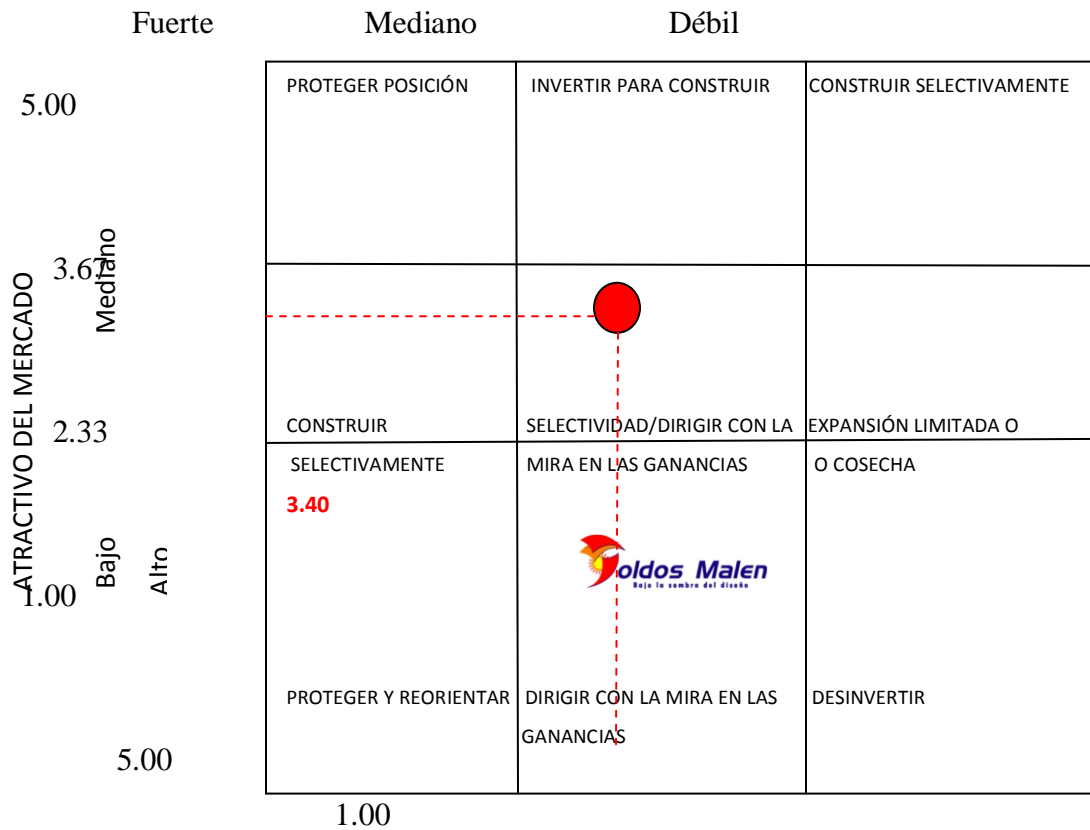 Fuerte Mediano Débil
PROTEGER POSICIÓN INVERTIR PARA CONSTRUIR CONSTRUIR SELECTIVAMENTE
5.00
ATRACTIVO DEL MERCADO
Mediano
3.67
2.33
CONSTRUIR SELECTIVIDAD/DIRIGIR CON LA EXPANSIÓN LIMITADA O
SELECTIVAMENTE MIRA EN LAS GANANCIAS O COSECHA
3.40
Bajo
Alto
Toldos Malen
Bajo la sombra del diseño
1.00
PROTEGER Y REORIENTAR DIRIGIR CON LA MIRA EN LAS DESINVERTIR
GANANCIAS
5.00
1.00